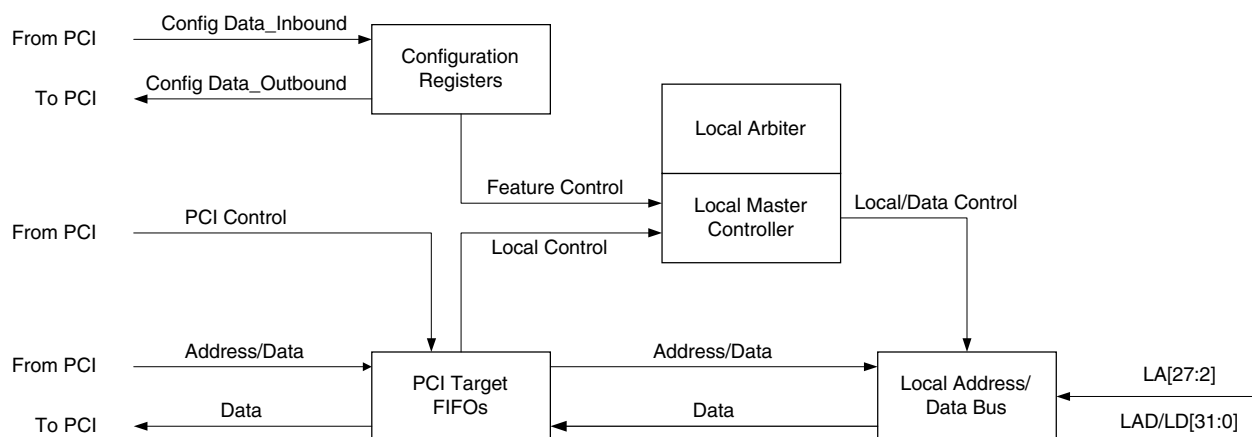 Config Data_Inbound
From PCI
Configuration
Registers
Config Data_Outbound
To PCI
Local Arbiter
Feature Control
Local Master
Controller
Local/Data Control
PCI Control
From PCI
Local Control
Address/Data
From PCI
PCI Target
FIFOs
Address/Data
Local Address/
Data Bus
LA[27:2]
Data
To PCI
Data
LAD/LD[31:0]